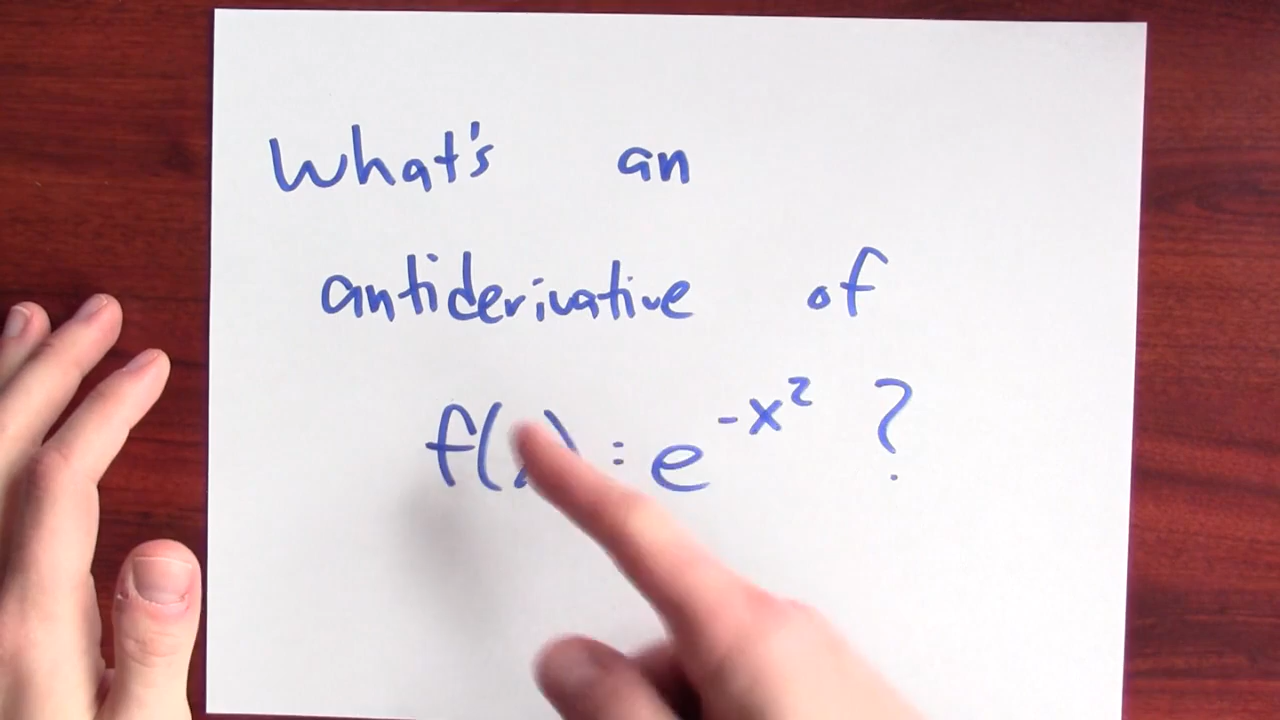 What's an
antiderivative of
f(x) = e^{-x^2} ?